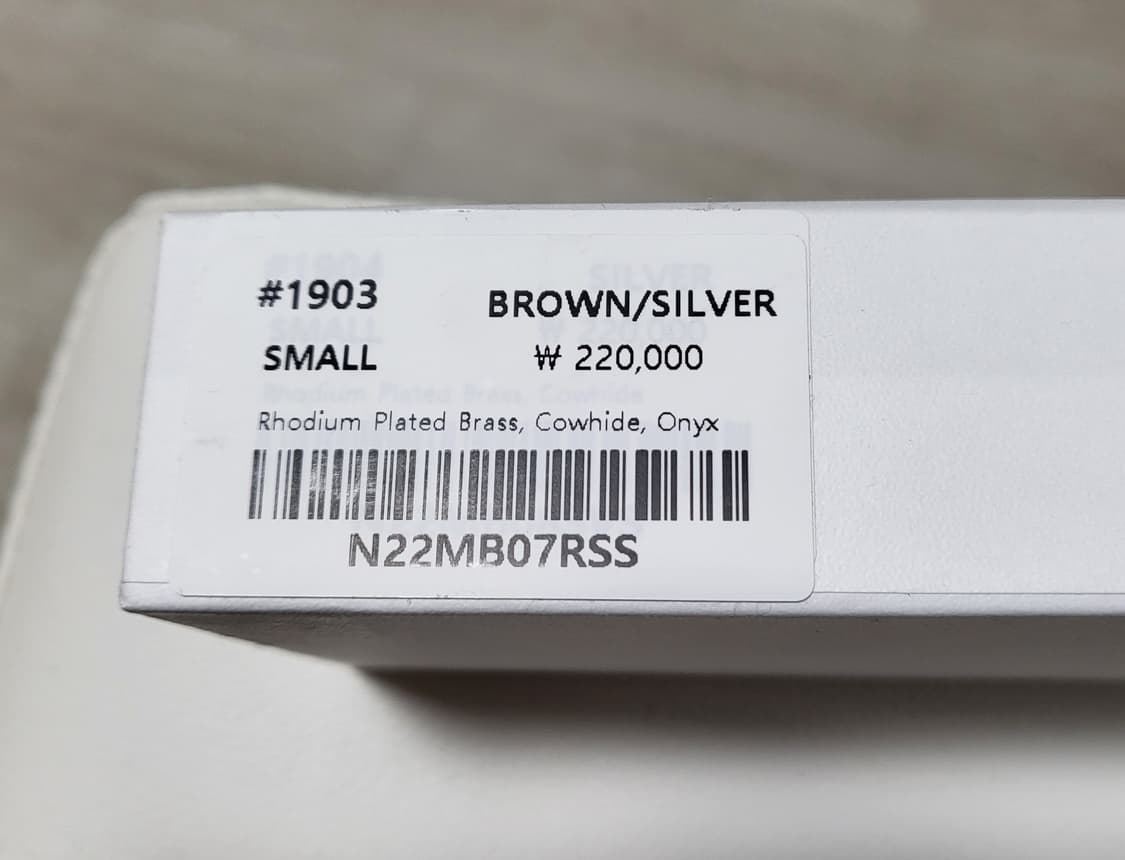 #1903 BROWN/SILVER
SMALL ₩ 220,000
Rhodium Plated Brass, Cowhide, Onyx
N22MB07RSS